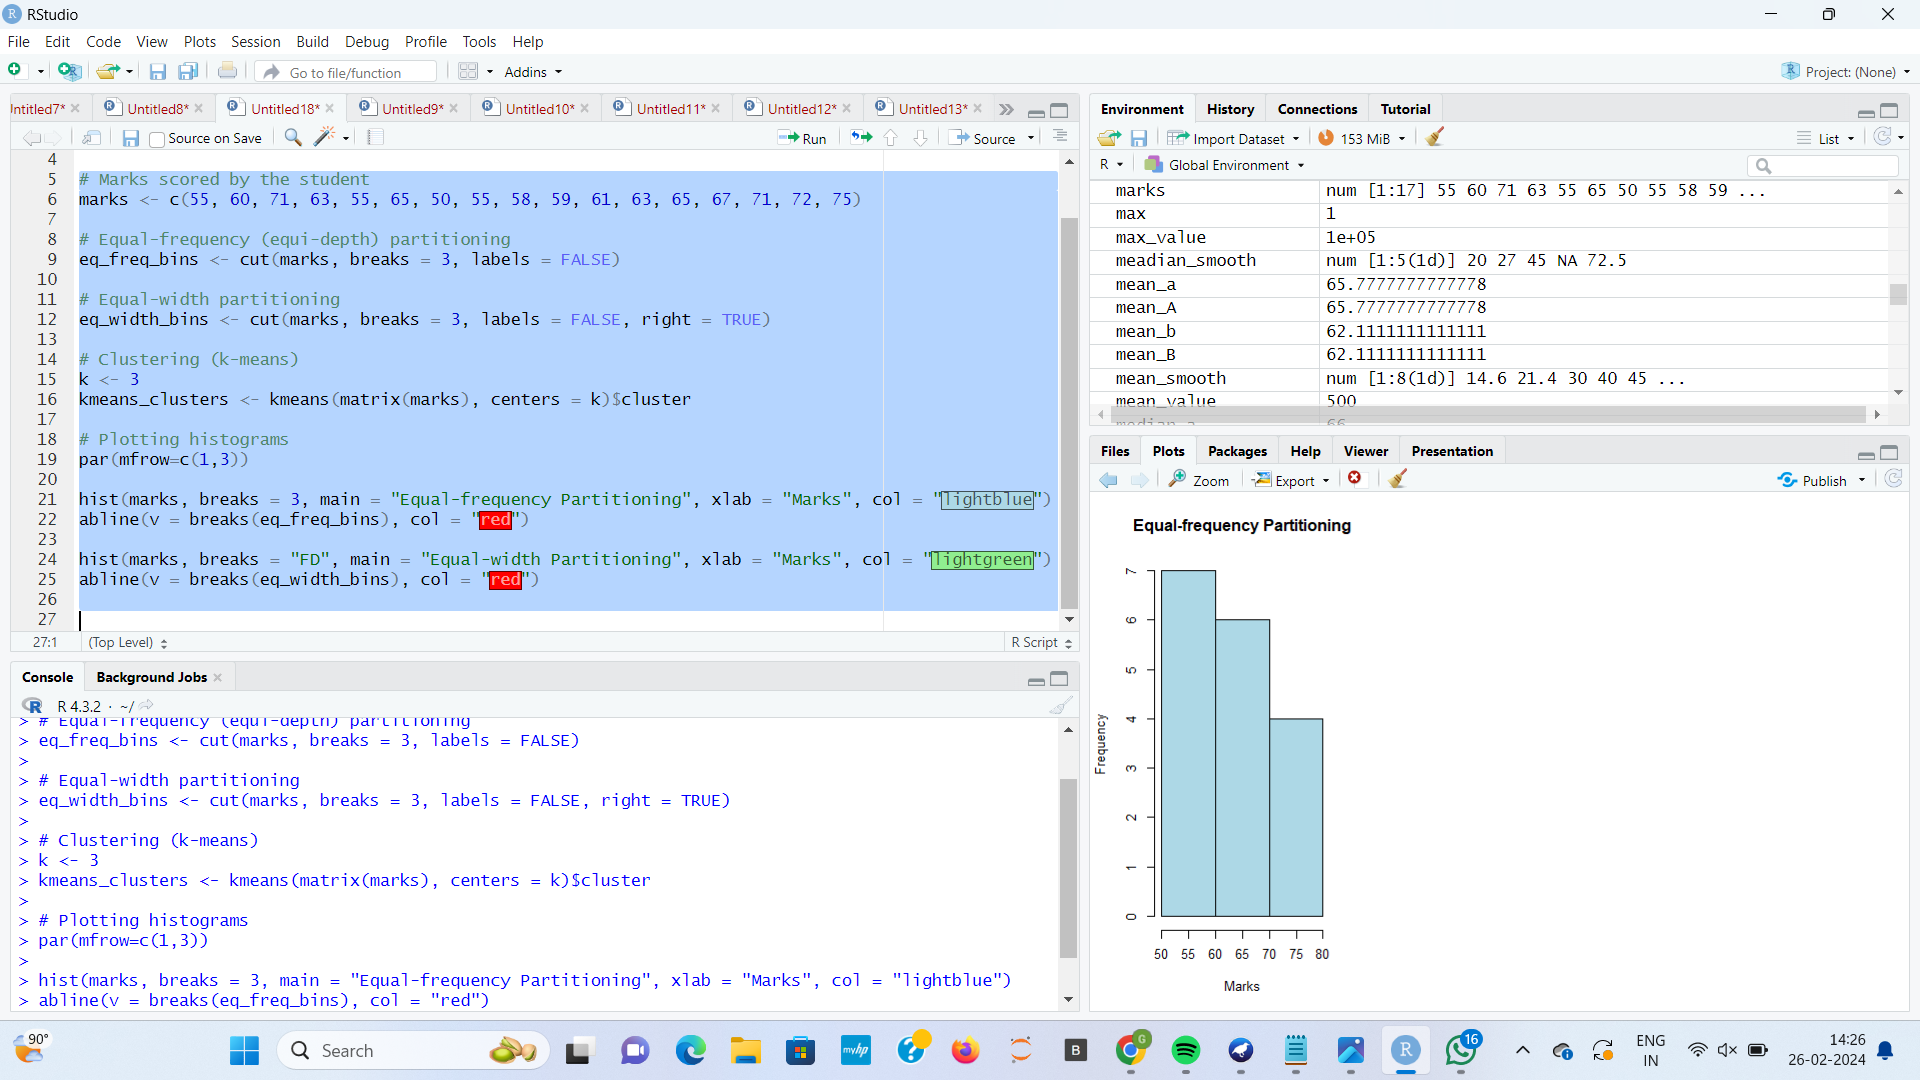 RStudio
File Edit Code View Plots Session Build Debug Profile Tools Help
Go to file/function Addins Project: (None)
ntitled7* Untitled8* Untitled18* Untitled9* Untitled10* Untitled11* Untitled12* Untitled13*
Source on Save Run Source
4
5 # Marks scored by the student
6 marks <- c(55, 60, 71, 63, 55, 65, 50, 55, 58, 59, 61, 63, 65, 67, 71, 72, 75)
7
8 # Equal-frequency (equi-depth) partitioning
9 eq_freq_bins <- cut(marks, breaks = 3, labels = FALSE)
10
11 # Equal-width partitioning
12 eq_width_bins <- cut(marks, breaks = 3, labels = FALSE, right = TRUE)
13
14 # Clustering (k-means)
15 k <- 3
16 kmeans_clusters <- kmeans(matrix(marks), centers = k)$cluster
17
18 # Plotting histograms
19 par(mfrow=c(1,3))
20
21 hist(marks, breaks = 3, main = "Equal-frequency Partitioning", xlab = "Marks", col = "lightblue")
22 abline(v = breaks(eq_freq_bins), col = "red")
23
24 hist(marks, breaks = "FD", main = "Equal-width Partitioning", xlab = "Marks", col = "lightgreen")
25 abline(v = breaks(eq_width_bins), col = "red")
26
27
27:1 (Top Level) R Script
Console Background Jobs
R 4.3.2 · ~/
> # Equal-frequency (equi-depth) partitioning
> eq_freq_bins <- cut(marks, breaks = 3, labels = FALSE)
>
> # Equal-width partitioning
> eq_width_bins <- cut(marks, breaks = 3, labels = FALSE, right = TRUE)
>
> # Clustering (k-means)
> k <- 3
> kmeans_clusters <- kmeans(matrix(marks), centers = k)$cluster
>
> # Plotting histograms
> par(mfrow=c(1,3))
>
> hist(marks, breaks = 3, main = "Equal-frequency Partitioning", xlab = "Marks", col = "lightblue")
> abline(v = breaks(eq_freq_bins), col = "red")
Environment History Connections Tutorial
Import Dataset 153 MiB List
R Global Environment
marks num [1:17] 55 60 71 63 55 65 50 55 58 59 ...
max 1
max_value 1e+05
meadian_smooth num [1:5(1d)] 20 27 45 NA 72.5
mean_a 65.7777777777778
mean_A 65.7777777777778
mean_b 62.1111111111111
mean_B 62.1111111111111
mean_smooth num [1:8(1d)] 14.6 21.4 30 40 45 ...
mean_value 500
median_a 66
Files Plots Packages Help Viewer Presentation
Zoom Export Publish
Equal-frequency Partitioning
Frequency
7
6
5
4
3
2
1
0
50 55 60 65 70 75 80
Marks
90°
Search
myhp
B
G
16
ENG
IN
14:26
26-02-2024